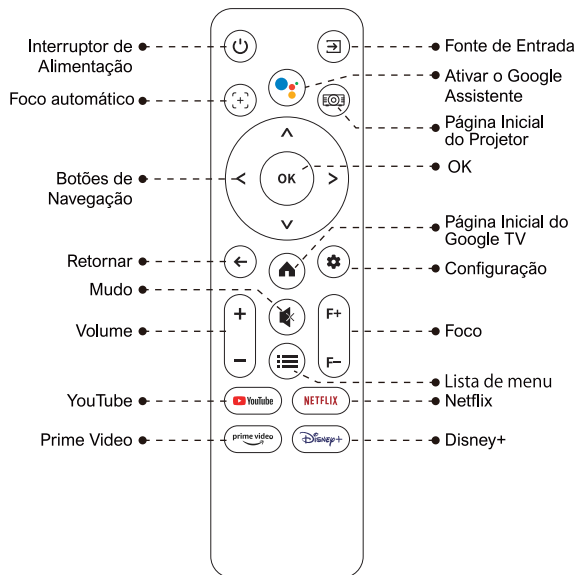 Interruptor de
Alimentação
Fonte de Entrada
Ativar o Google
Assistente
Foco automático
Página Inicial
do Projetor
OK
OK
Botões de
Navegação
Página Inicial do
Google TV
Retornar
Configuração
Mudo
Volume
+
F+
Foco
−
F−
Lista de menu
YouTube
YouTube
NETFLIX
Netflix
Prime Video
prime video
Disney+
Disney+